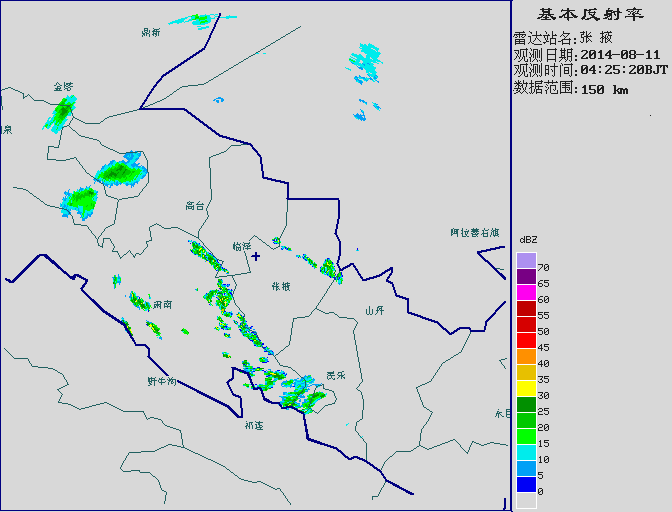 基本反射率
雷达站名:张 掖
观测日期:2014-08-11
观测时间:04:25:20BJT
数据范围:150 km
鼎新
金塔
泉
高台
临泽
阿拉善右旗
张掖
肃南
山丹
民乐
野牛沟
祁连
永昌
dBZ
70
65
60
55
50
45
40
35
30
25
20
15
10
5
0